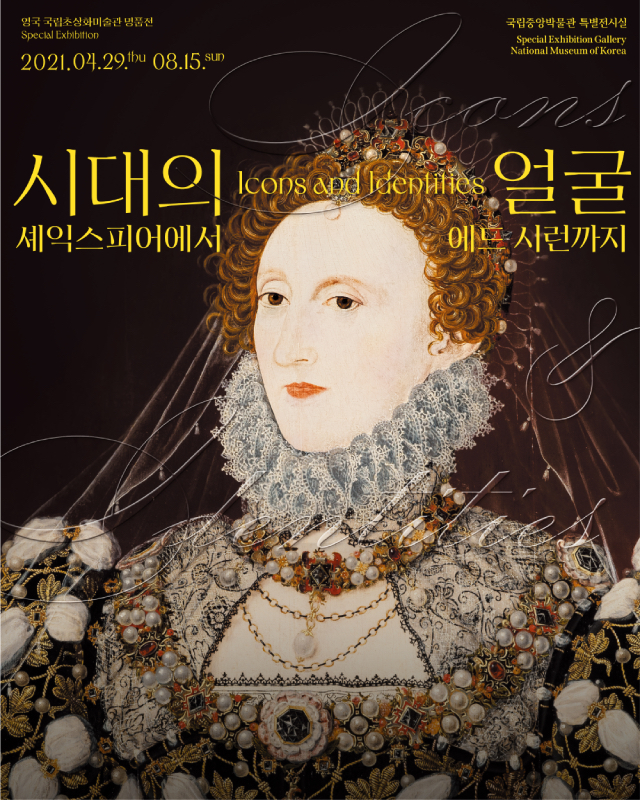 영국 국립초상화미술관 명품전
Special Exhibition
2021.04.29.thu 08.15.sun
국립중앙박물관 특별전시실
Special Exhibition Gallery
National Museum of Korea
Icons
시대의 Icons and Identities 얼굴
셰익스피어에서 에드 시런까지
&
Identities